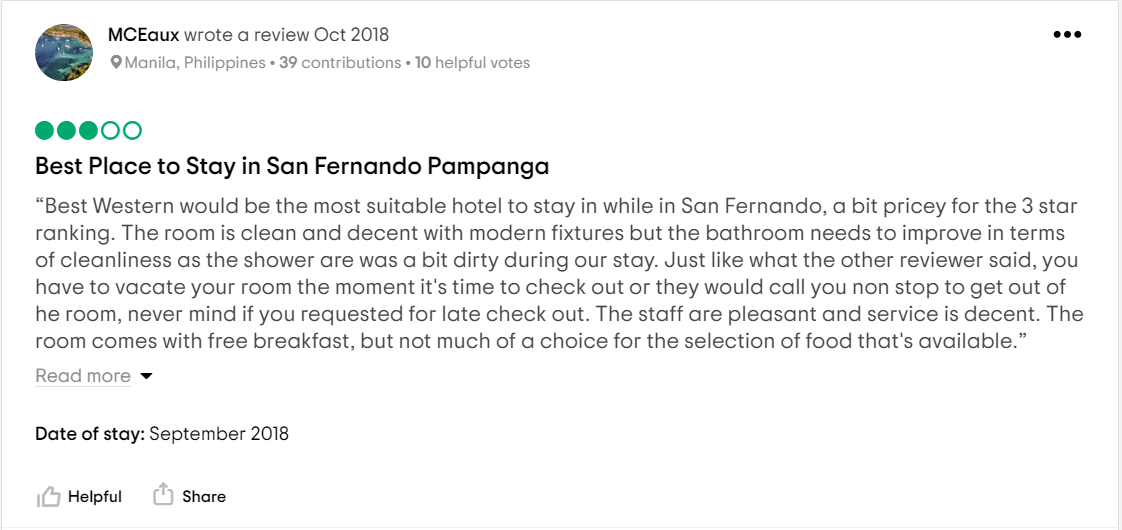 MCEaux wrote a review Oct 2018
Manila, Philippines • 39 contributions • 10 helpful votes
Best Place to Stay in San Fernando Pampanga
“Best Western would be the most suitable hotel to stay in while in San Fernando, a bit pricey for the 3 star
ranking. The room is clean and decent with modern fixtures but the bathroom needs to improve in terms
of cleanliness as the shower are was a bit dirty during our stay. Just like what the other reviewer said, you
have to vacate your room the moment it's time to check out or they would call you non stop to get out of
he room, never mind if you requested for late check out. The staff are pleasant and service is decent. The
room comes with free breakfast, but not much of a choice for the selection of food that's available.”
Read more
Date of stay: September 2018
Helpful Share